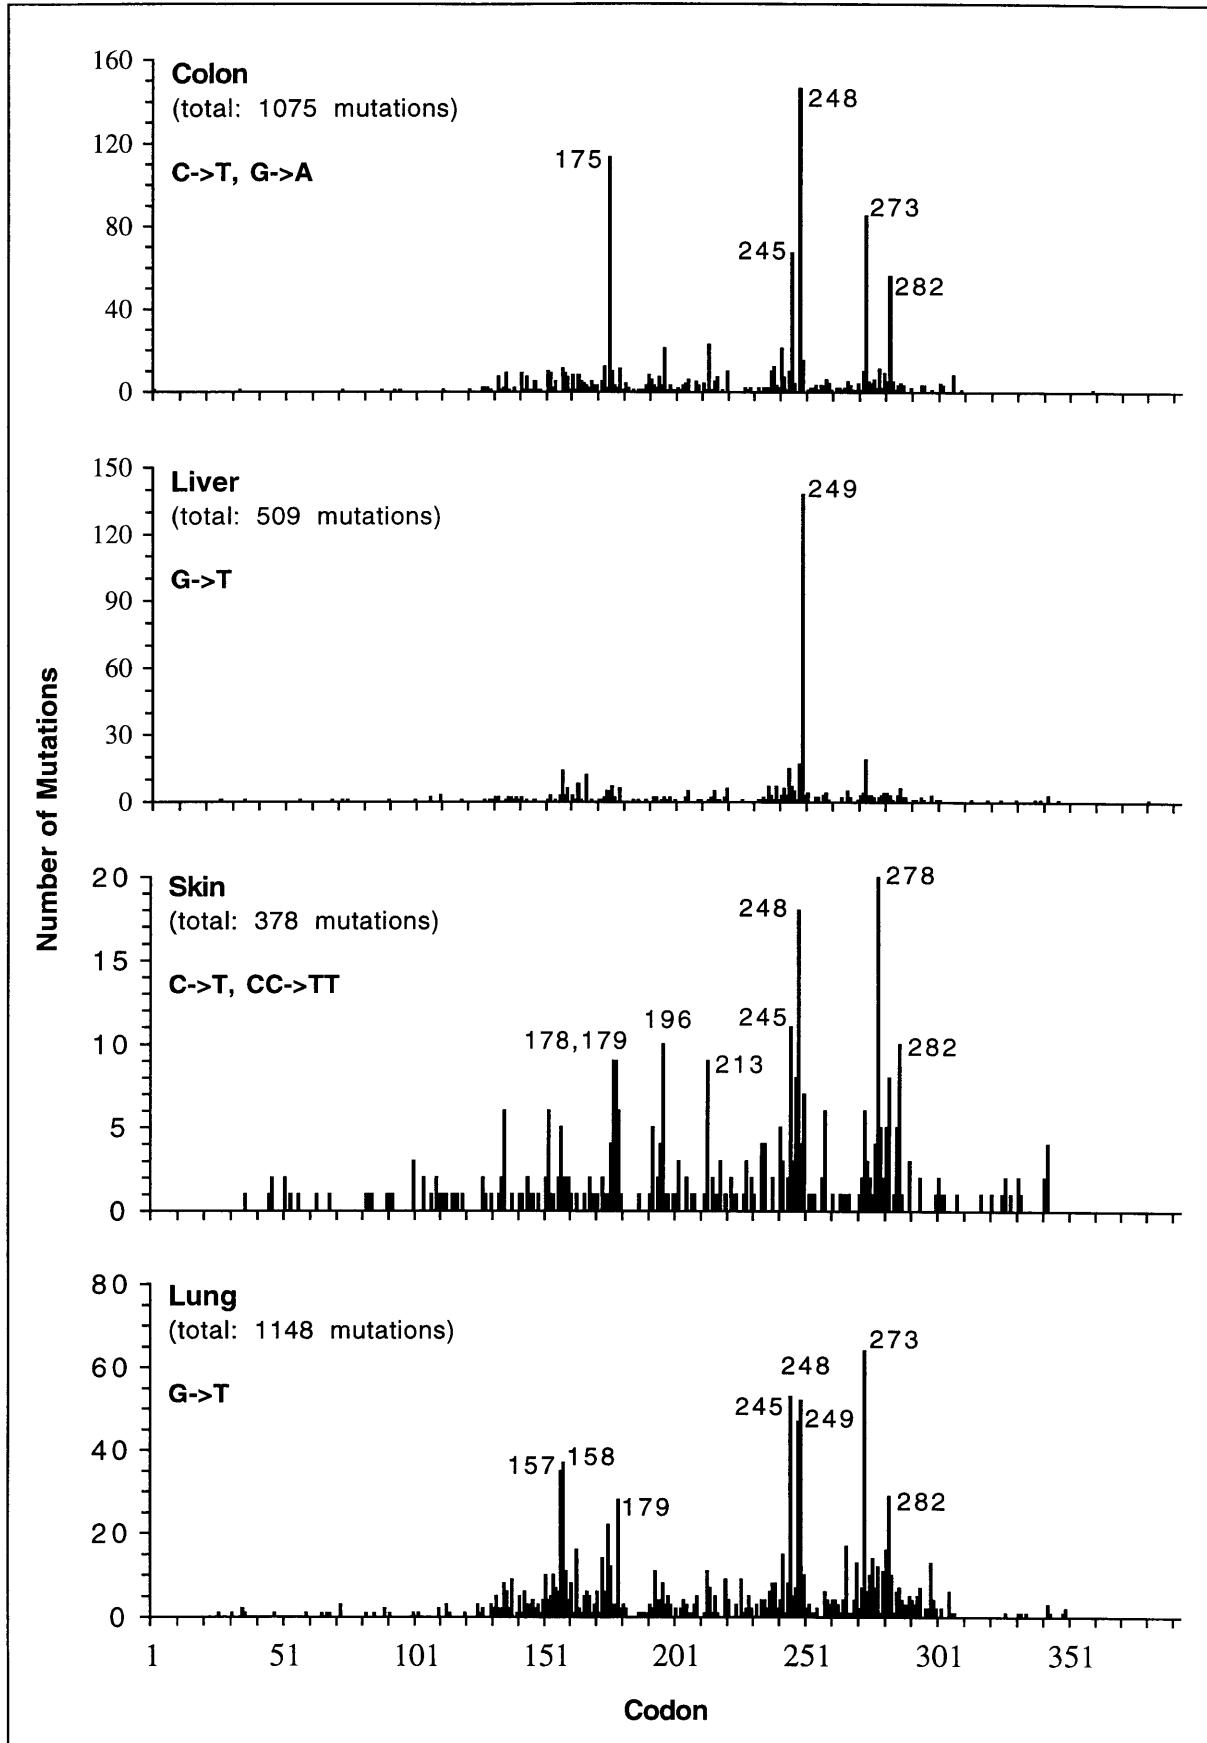 Number of Mutations
160
120
80
40
0
Colon
(total: 1075 mutations)
C->T, G->A
175
245
248
273
282
150
120
90
60
30
0
Liver
(total: 509 mutations)
G->T
249
20
15
10
5
0
Skin
(total: 378 mutations)
C->T, CC->TT
178,179
196
213
245
248
278
282
80
60
40
20
0
Lung
(total: 1148 mutations)
G->T
157
158
179
245
248
249
273
282
1 51 101 151 201 251 301 351
Codon